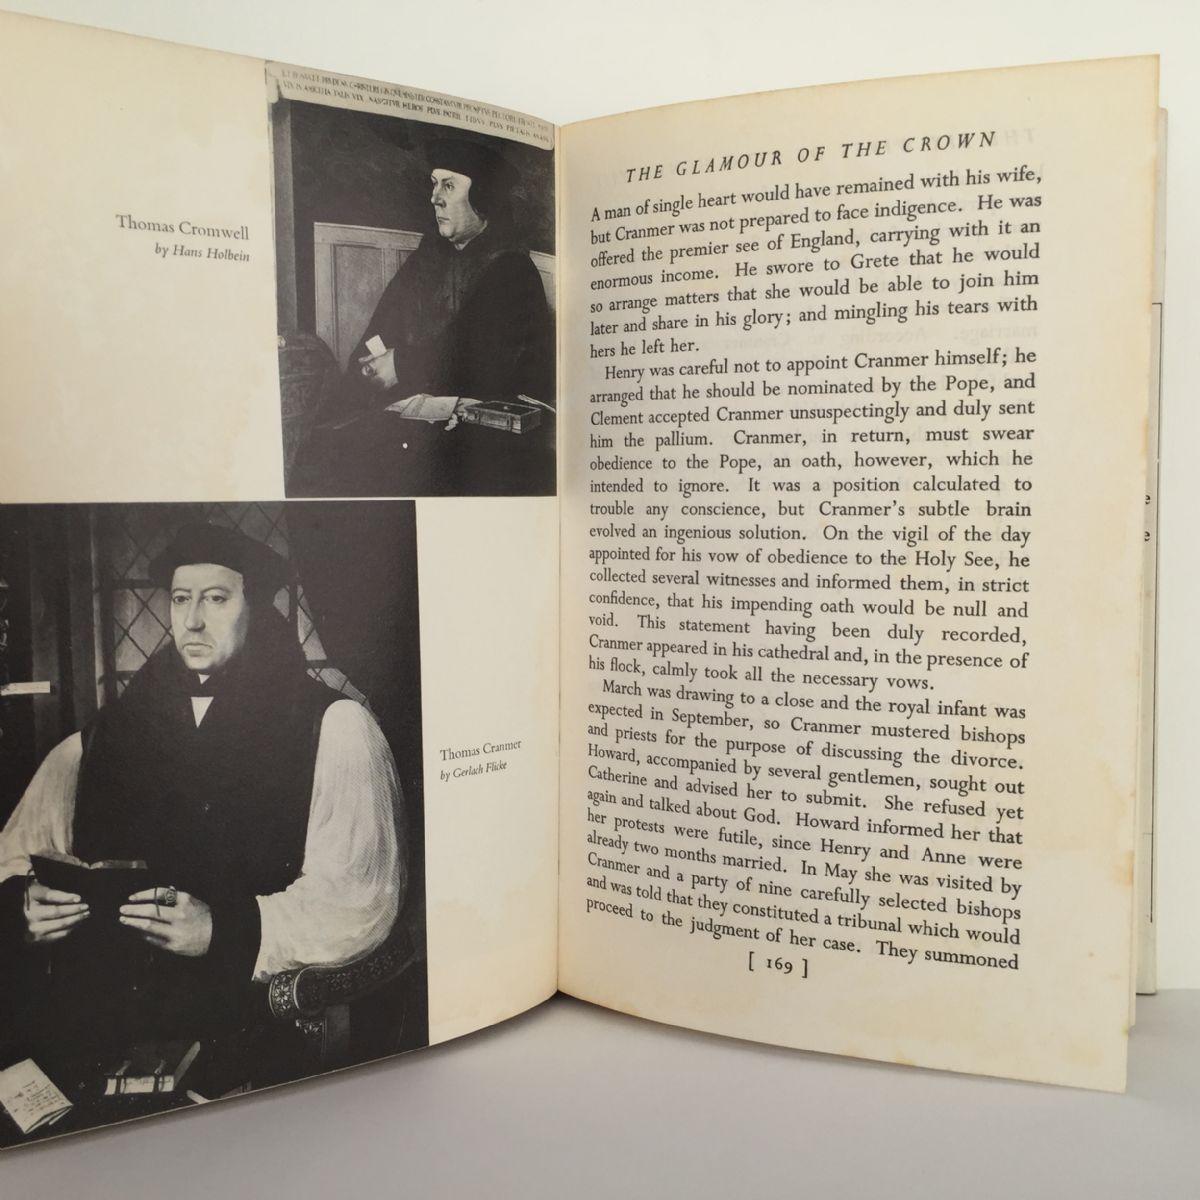 Thomas Cromwell
by Hans Holbein
Thomas Cranmer
by Gerlach Flicke
THE GLAMOUR OF THE CROWN
A man of single heart would have remained with his wife,
but Cranmer was not prepared to face indigence. He was
offered the premier see of England, carrying with it an
enormous income. He swore to Grete that he would
so arrange matters that she would be able to join him
later and share in his glory; and mingling his tears with
hers he left her.
Henry was careful not to appoint Cranmer himself; he
arranged that he should be nominated by the Pope, and
Clement accepted Cranmer unsuspectingly and duly sent
him the pallium. Cranmer, in return, must swear
obedience to the Pope, an oath, however, which he
intended to ignore. It was a position calculated to
trouble any conscience, but Cranmer's subtle brain
evolved an ingenious solution. On the vigil of the day
appointed for his vow of obedience to the Holy See, he
collected several witnesses and informed them, in strict
confidence, that his impending oath would be null and
void. This statement having been duly recorded,
Cranmer appeared in his cathedral and, in the presence of
his flock, calmly took all the necessary vows.
March was drawing to a close and the royal infant was
expected in September, so Cranmer mustered bishops
and priests for the purpose of discussing the divorce.
Howard, accompanied by several gentlemen, sought out
Catherine and advised her to submit. She refused yet
again and talked about God. Howard informed her that
her protests were futile, since Henry and Anne were
already two months married. In May she was visited by
Cranmer and a party of nine carefully selected bishops
and was told that they constituted a tribunal which would
proceed to the judgment of her case. They summoned
[ 169 ]